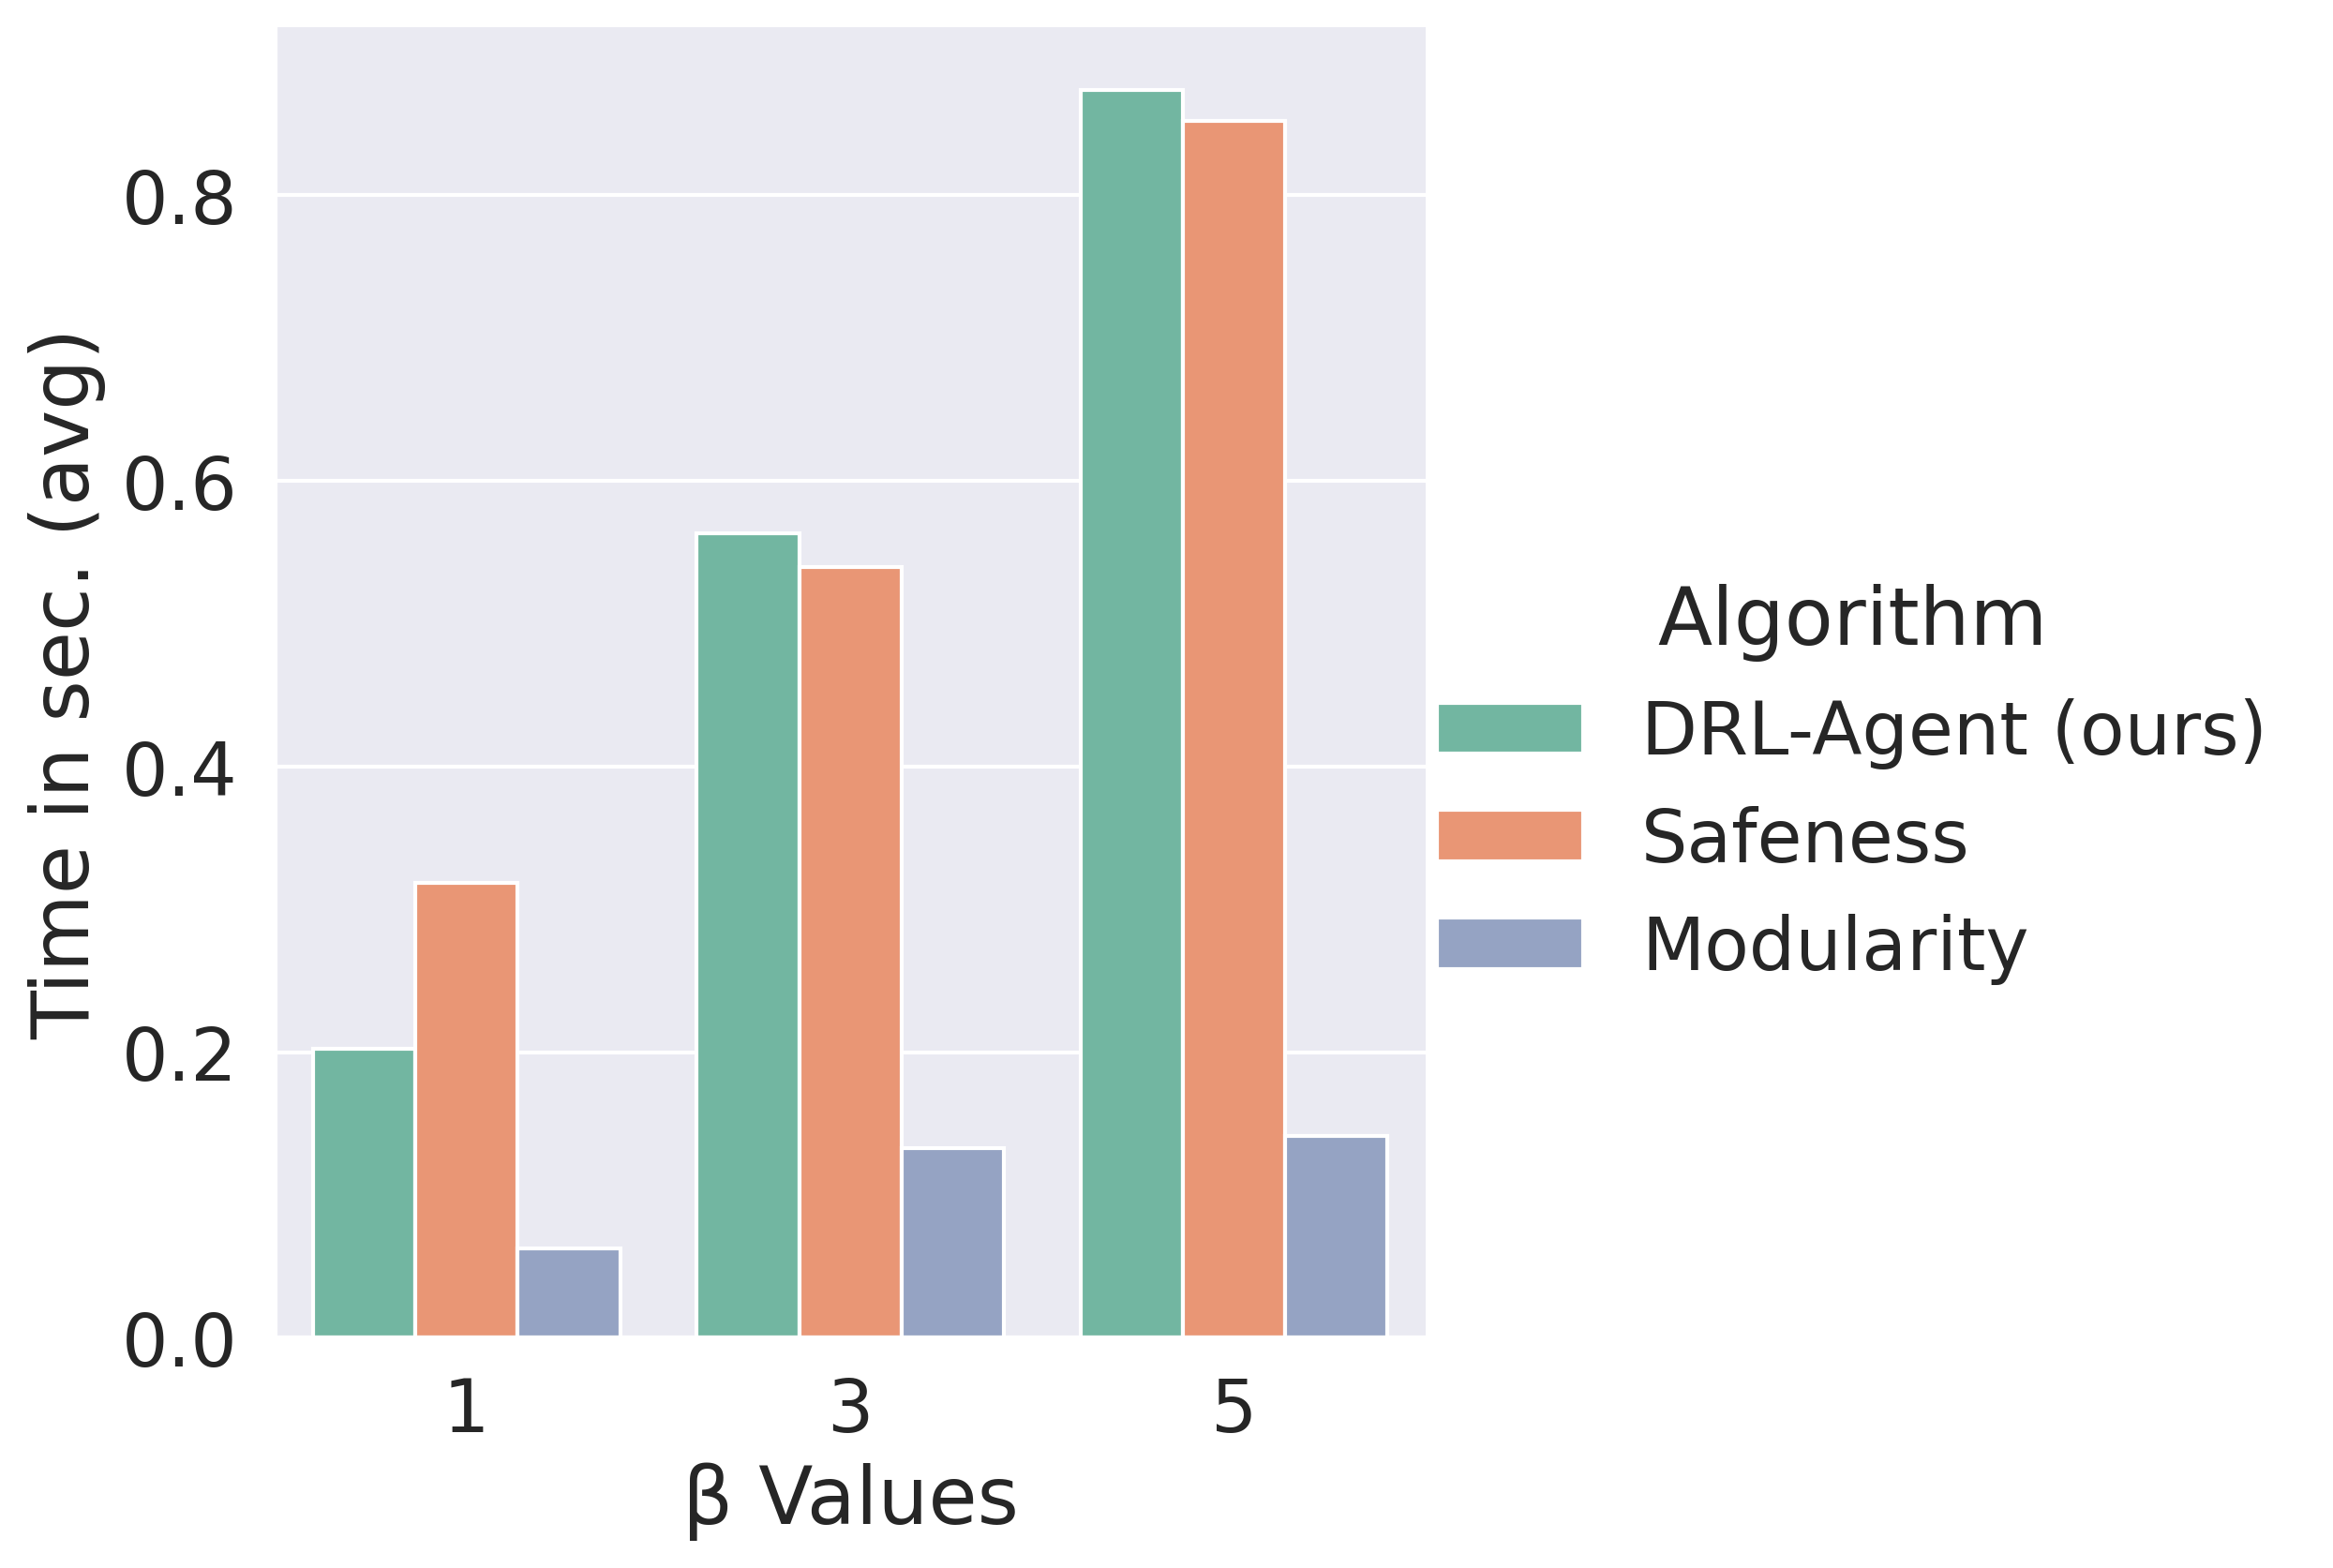 Time in sec. (avg)
0.8
0.6
0.4
0.2
0.0
1 3 5
β Values
Algorithm
DRL-Agent (ours)
Safeness
Modularity